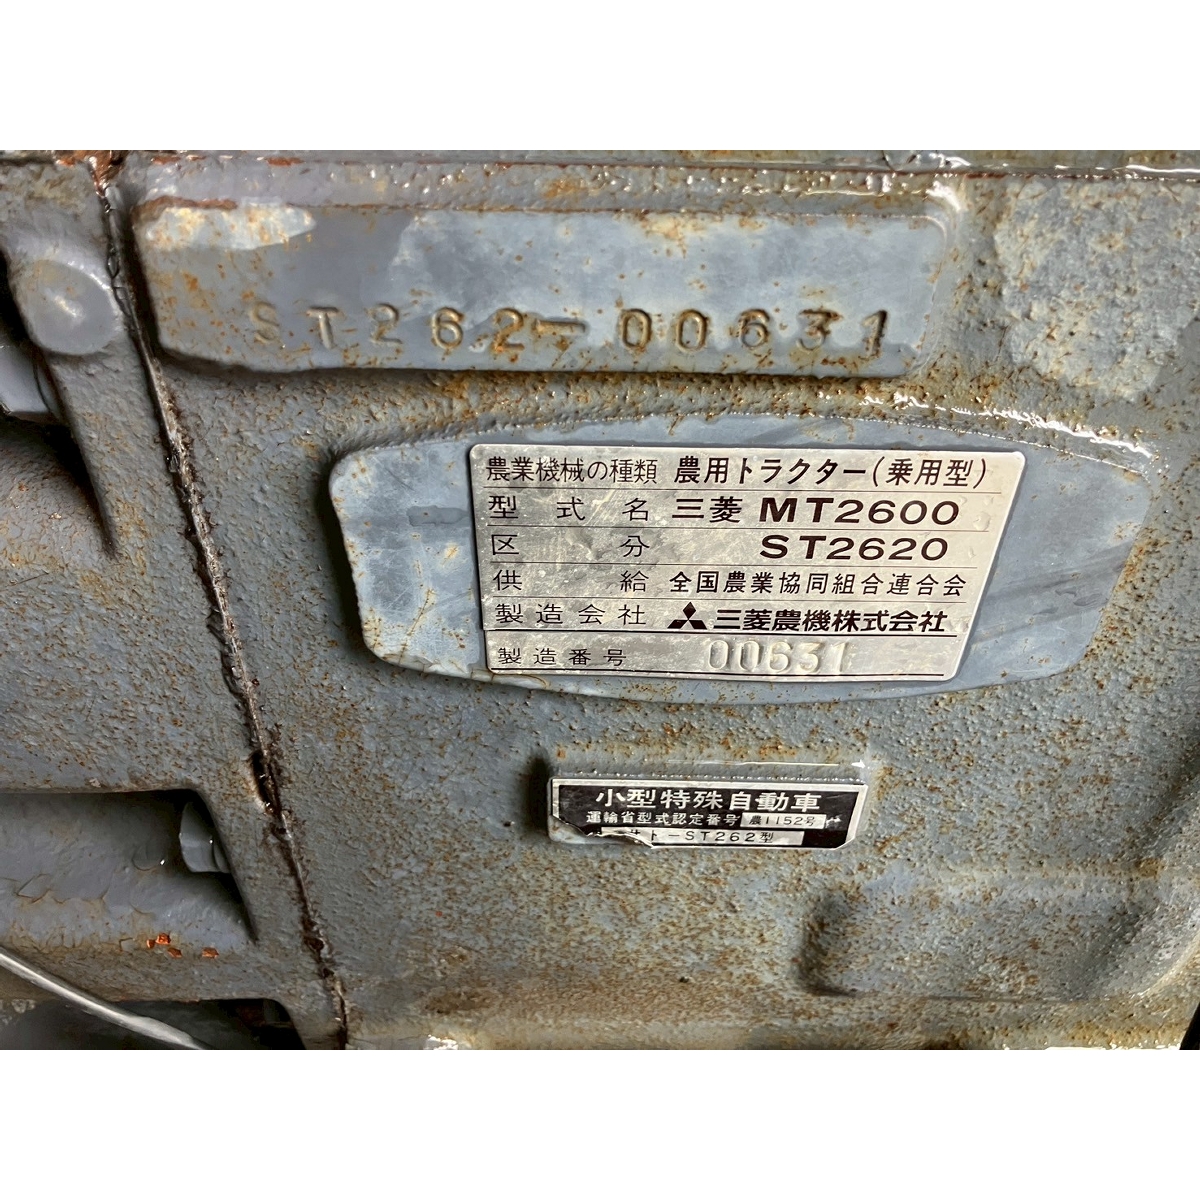 ST262-00631
農業機械の種類 農用トラクター(乗用型)
型式名 三菱 MT2600
区分 ST2620
供給 全国農業協同組合連合会
製造会社 三菱農機株式会社
製造番号 00631
小型特殊自動車
運輸省型式認定番号 農1152号
ト-ST262型